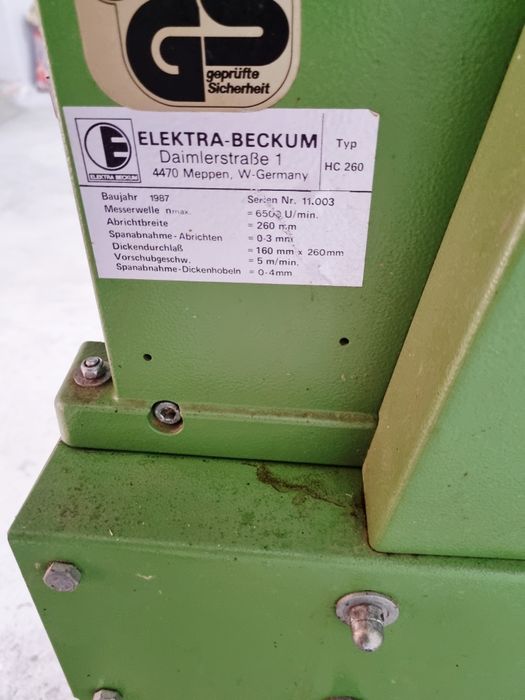 GS
geprüfte
Sicherheit
E
ELEKTRA BECKUM
ELEKTRA-BECKUM
Daimlerstraße 1
4470 Meppen, W-Germany
Typ
HC 260
Baujahr 1987 Serien Nr. 11.003
Messerwelle nmax. = 6500 U/min.
Abrichtbreite = 260 mm
Spanabnahme-Abrichten = 0-3 mm
Dickendurchlaß = 160 mm x 260mm
Vorschubgeschw. = 5 m/min.
Spanabnahme-Dickenhobeln = 0-4mm